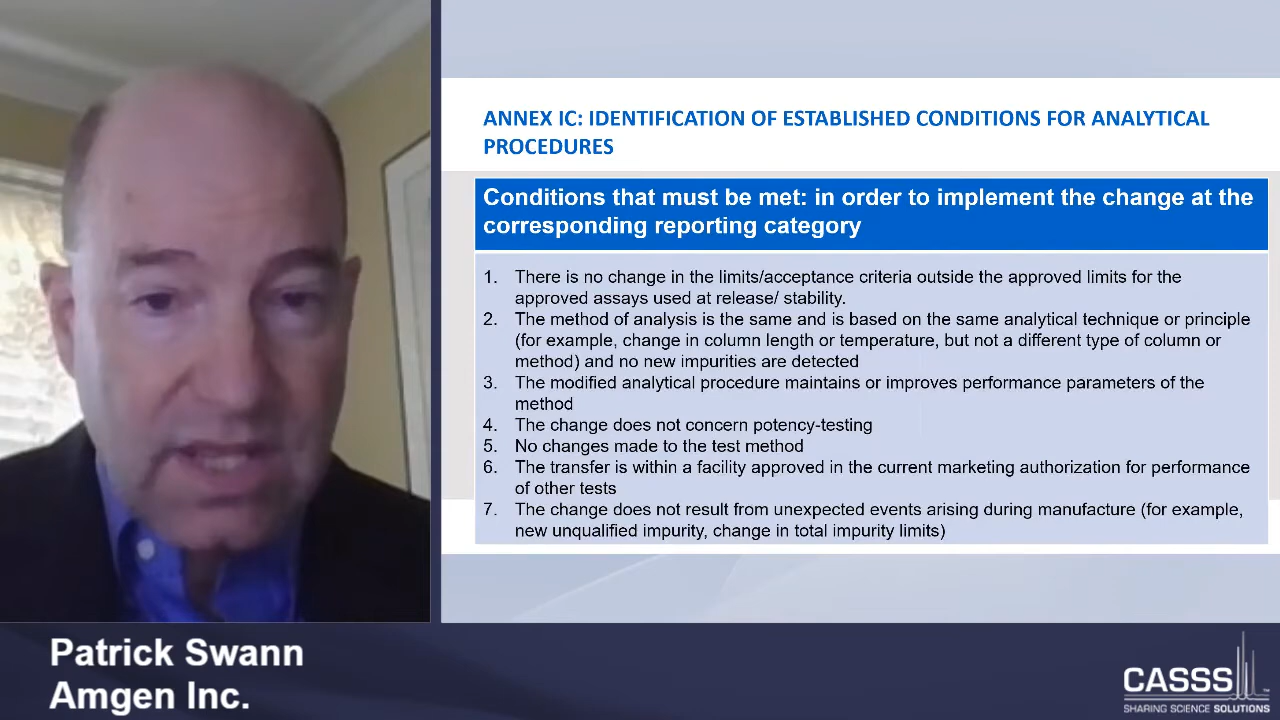 ANNEX IC: IDENTIFICATION OF ESTABLISHED CONDITIONS FOR ANALYTICAL
PROCEDURES
Conditions that must be met: in order to implement the change at the
corresponding reporting category
1. There is no change in the limits/acceptance criteria outside the approved limits for the
approved assays used at release/ stability.
2. The method of analysis is the same and is based on the same analytical technique or principle
(for example, change in column length or temperature, but not a different type of column or
method) and no new impurities are detected
3. The modified analytical procedure maintains or improves performance parameters of the
method
4. The change does not concern potency-testing
5. No changes made to the test method
6. The transfer is within a facility approved in the current marketing authorization for performance
of other tests
7. The change does not result from unexpected events arising during manufacture (for example,
new unqualified impurity, change in total impurity limits)
Patrick Swann
Amgen Inc.
CASSS
SHARING SCIENCE SOLUTIONS